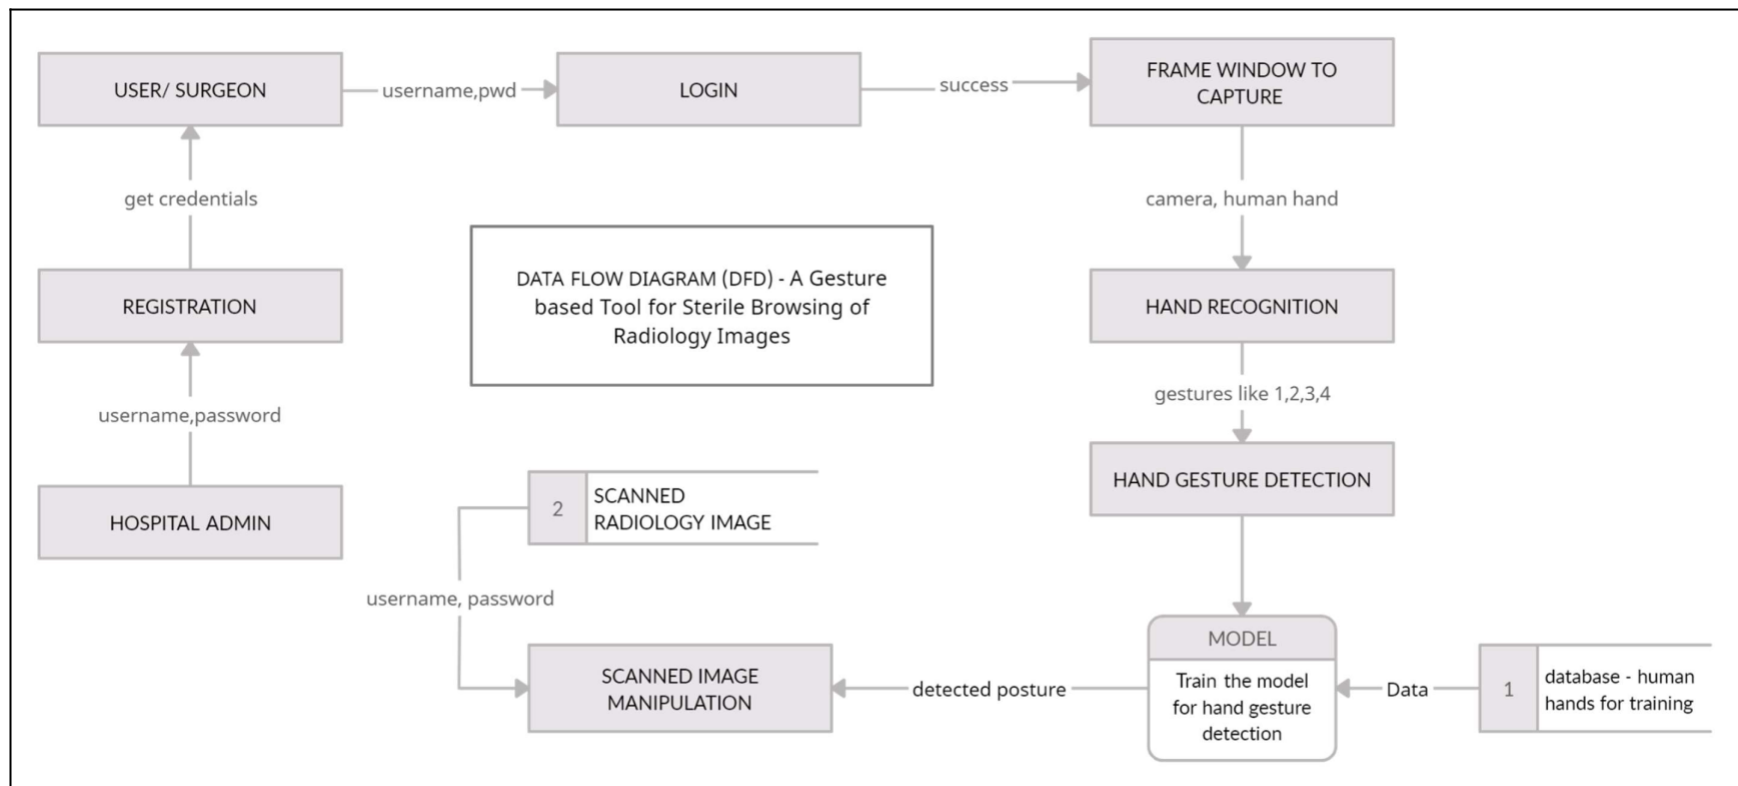 USER/ SURGEON
username,pwd
LOGIN
success
FRAME WINDOW TO
CAPTURE
get credentials
camera, human hand
DATA FLOW DIAGRAM (DFD) - A Gesture
based Tool for Sterile Browsing of
Radiology Images
REGISTRATION
HAND RECOGNITION
username,password
gestures like 1,2,3,4
HOSPITAL ADMIN
2
SCANNED
RADIOLOGY IMAGE
HAND GESTURE DETECTION
username, password
SCANNED IMAGE
MANIPULATION
detected posture
MODEL
Train the model
for hand gesture
detection
Data
1
database - human
hands for training